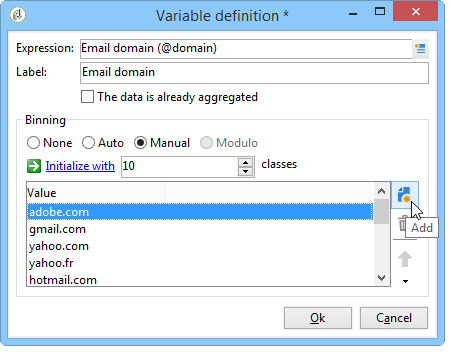 Variable definition *
Expression: Email domain (@domain)
Label: Email domain
The data is already aggregated
Binning
None Auto Manual Modulo
Initialize with 10 classes
Value
adobe.com
gmail.com
Add
yahoo.com
yahoo.fr
hotmail.com
Ok Cancel